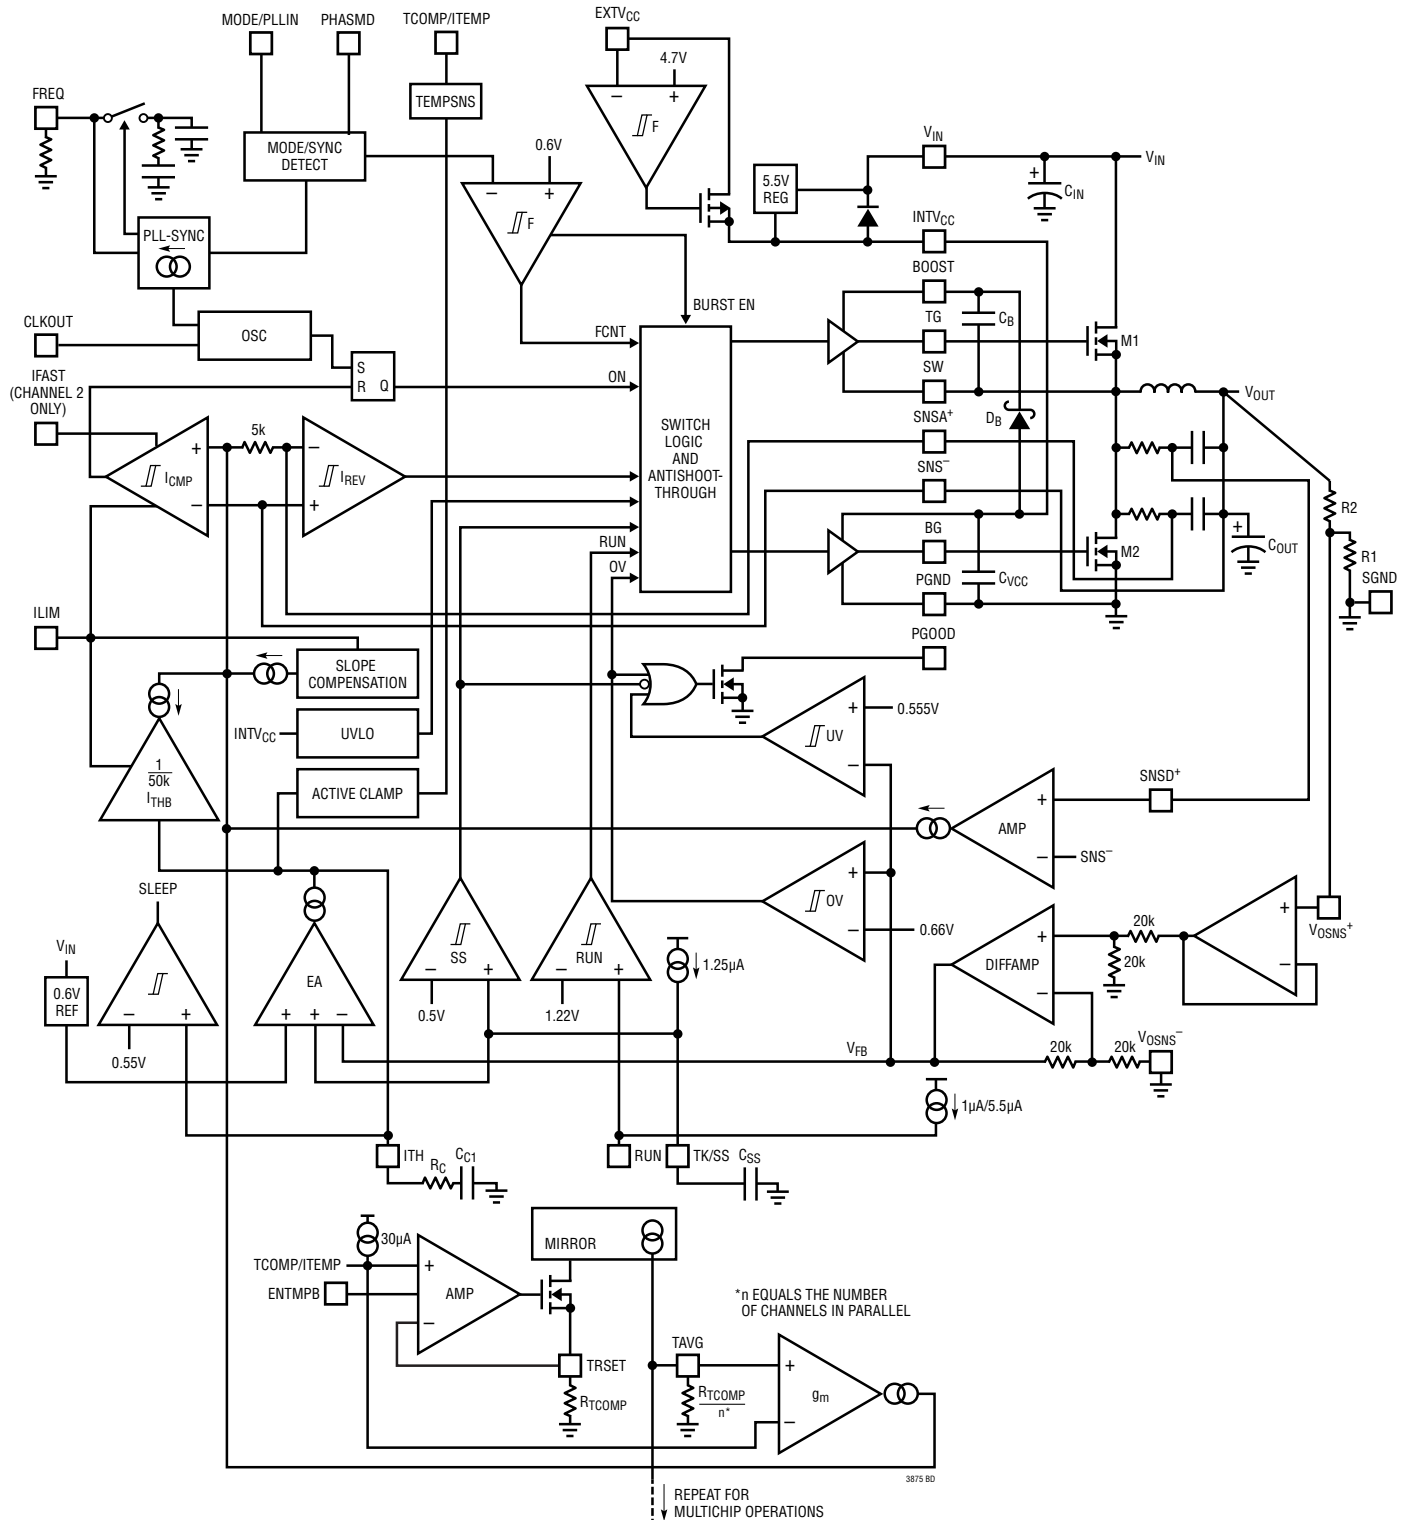 MODE/PLLIN
PHASMD
TCOMP/ITEMP
EXTVCC
4.7V
FREQ
TEMPSNS
– +
F
MODE/SYNC
DETECT
0.6V
– +
F
5.5V
REG
VIN
VIN
+
CIN
PLL-SYNC
INTVCC
BOOST
BURST EN
CLKOUT
OSC
FCNT
TG
CB
M1
IFAST
(CHANNEL 2
ONLY)
S
R Q
ON
SW
VOUT
5k
+
–
ICMP
–
+
IREV
SWITCH
LOGIC
AND
ANTISHOOT-
THROUGH
SNSA+
DB
SNS–
R2
RUN
OV
BG
M2
+
COUT
R1
SGND
PGND
CVCC
ILIM
PGOOD
SLOPE
COMPENSATION
INTVCC
UVLO
+
–
UV
0.555V
1
50k
ITHB
ACTIVE CLAMP
SNSD+
+
–
AMP
SNS–
SLEEP
+
–
OV
0.66V
VIN
0.6V
REF
– +
0.55V
EA
+ + –
SS
– +
0.5V
RUN
– +
1.22V
1.25µA
+
–
DIFFAMP
20k
20k
+
–
VOSNS+
VFB
20k
20k
VOSNS–
1µA/5.5µA
ITH
RC
CC1
RUN
TK/SS
CSS
30µA
MIRROR
TCOMP/ITEMP
ENTMPB
+
–
AMP
*n EQUALS THE NUMBER
OF CHANNELS IN PARALLEL
TRSET
TAVG
RTCOMP
RTCOMP
n*
+
–
gm
3875 BD
REPEAT FOR
MULTICHIP OPERATIONS